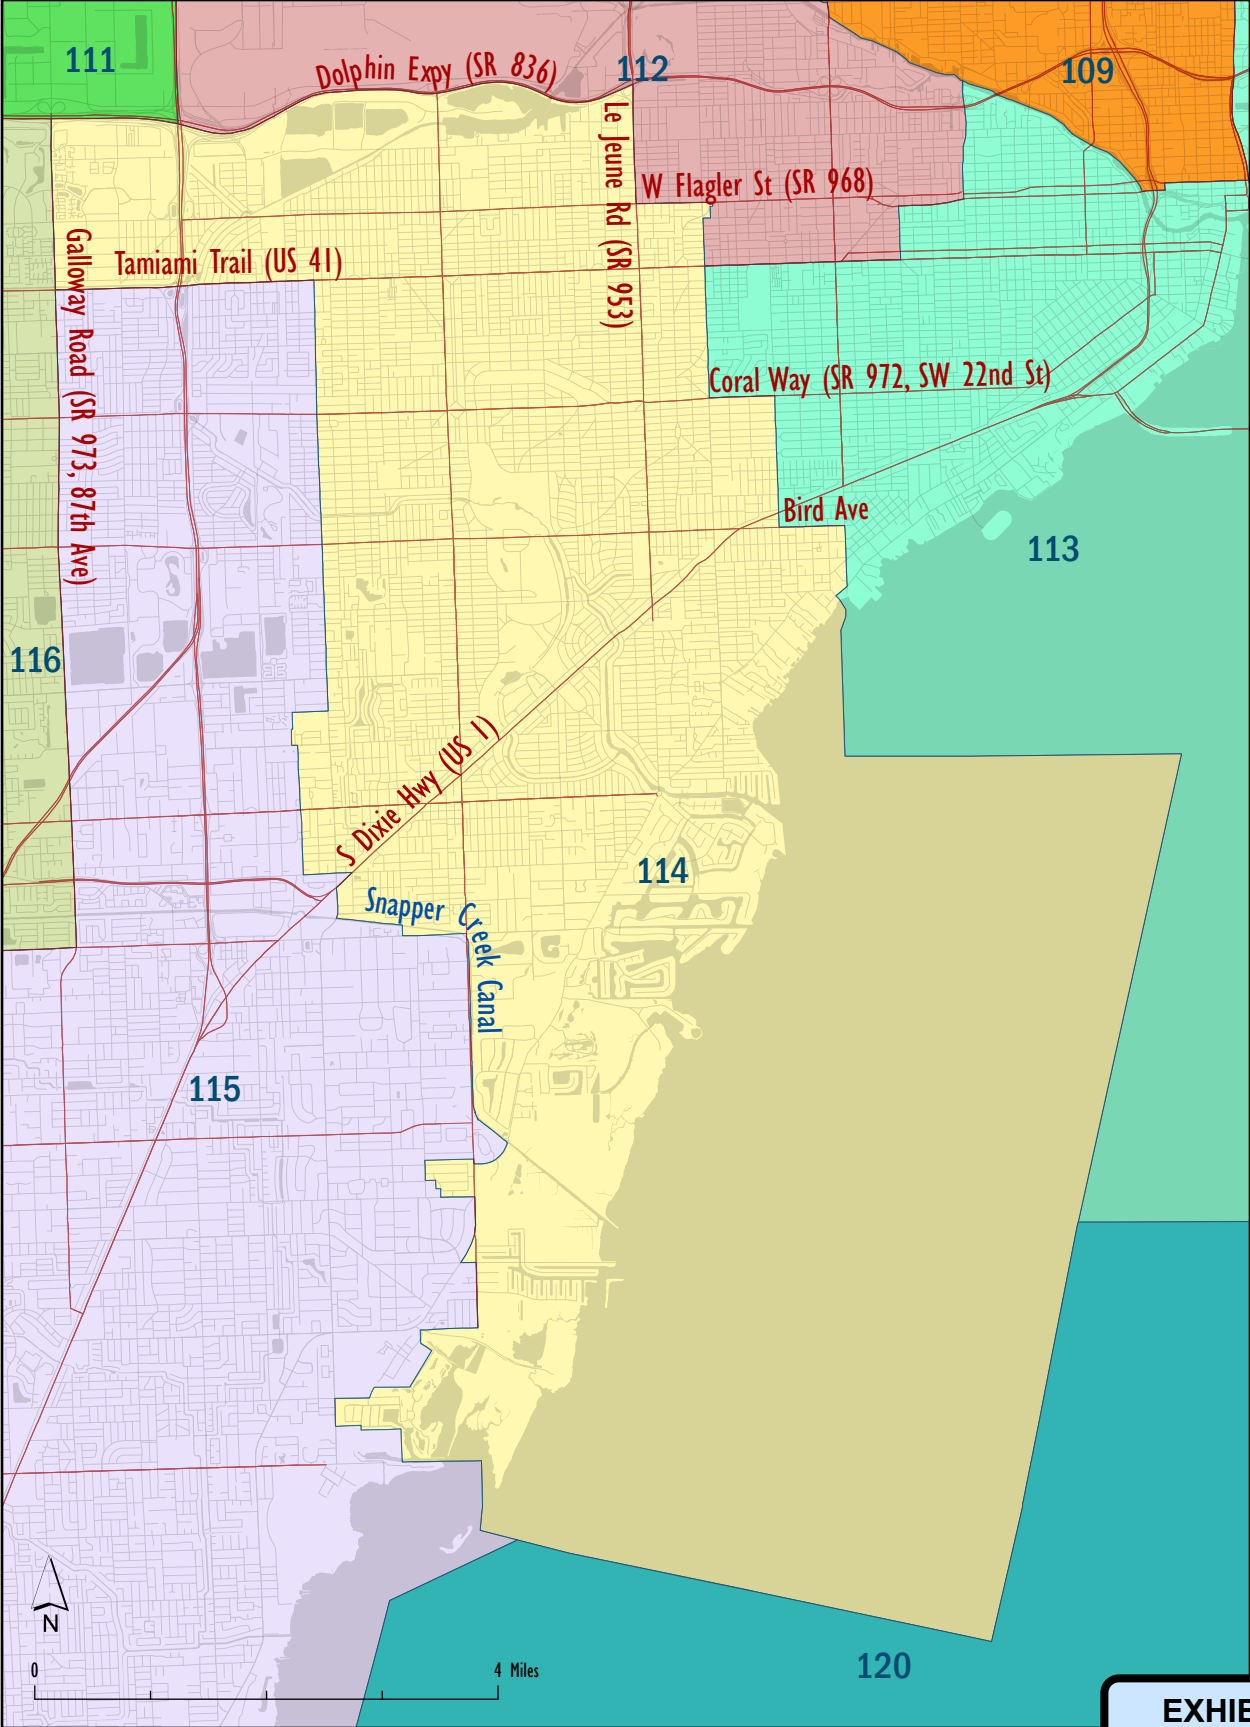 111
Dolphin Expy (SR 836)
112
109
Le Jeune Rd (SR 953)
W Flagler St (SR 968)
Galloway Road (SR 973, 87th Ave)
Tamiami Trail (US 41)
Coral Way (SR 972, SW 22nd St)
Bird Ave
113
116
S Dixie Hwy (US 1)
114
Snapper Creek Canal
115
N
0
4 Miles
120